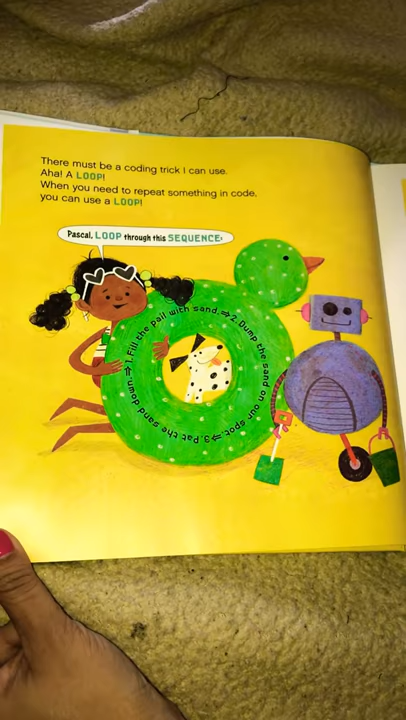 There must be a coding trick I can use.
Aha! A LOOP!
When you need to repeat something in code,
you can use a LOOP!
Pascal, LOOP through this SEQUENCE:
⇒1. Fill the pail with sand.⇒2. Dump the sand on our spot.⇒3. Pat the sand down.